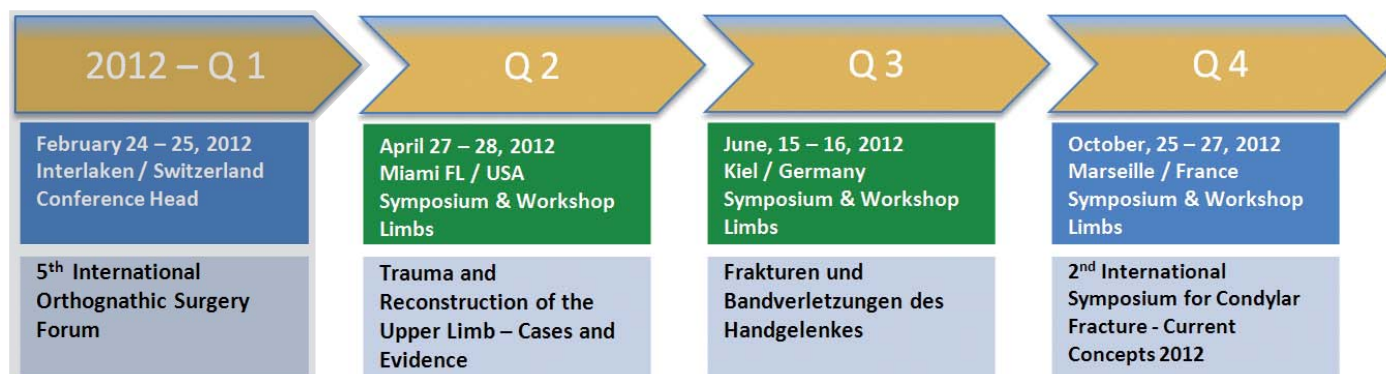 2012 – Q 1
February 24 – 25, 2012
Interlaken / Switzerland
Conference Head
5th International
Orthognathic Surgery
Forum
Q 2
April 27 – 28, 2012
Miami FL / USA
Symposium & Workshop
Limbs
Trauma and
Reconstruction of the
Upper Limb – Cases and
Evidence
Q 3
June, 15 – 16, 2012
Kiel / Germany
Symposium & Workshop
Limbs
Frakturen und
Bandverletzungen des
Handgelenkes
Q 4
October, 25 – 27, 2012
Marseille / France
Symposium & Workshop
Limbs
2nd International
Symposium for Condylar
Fracture - Current
Concepts 2012